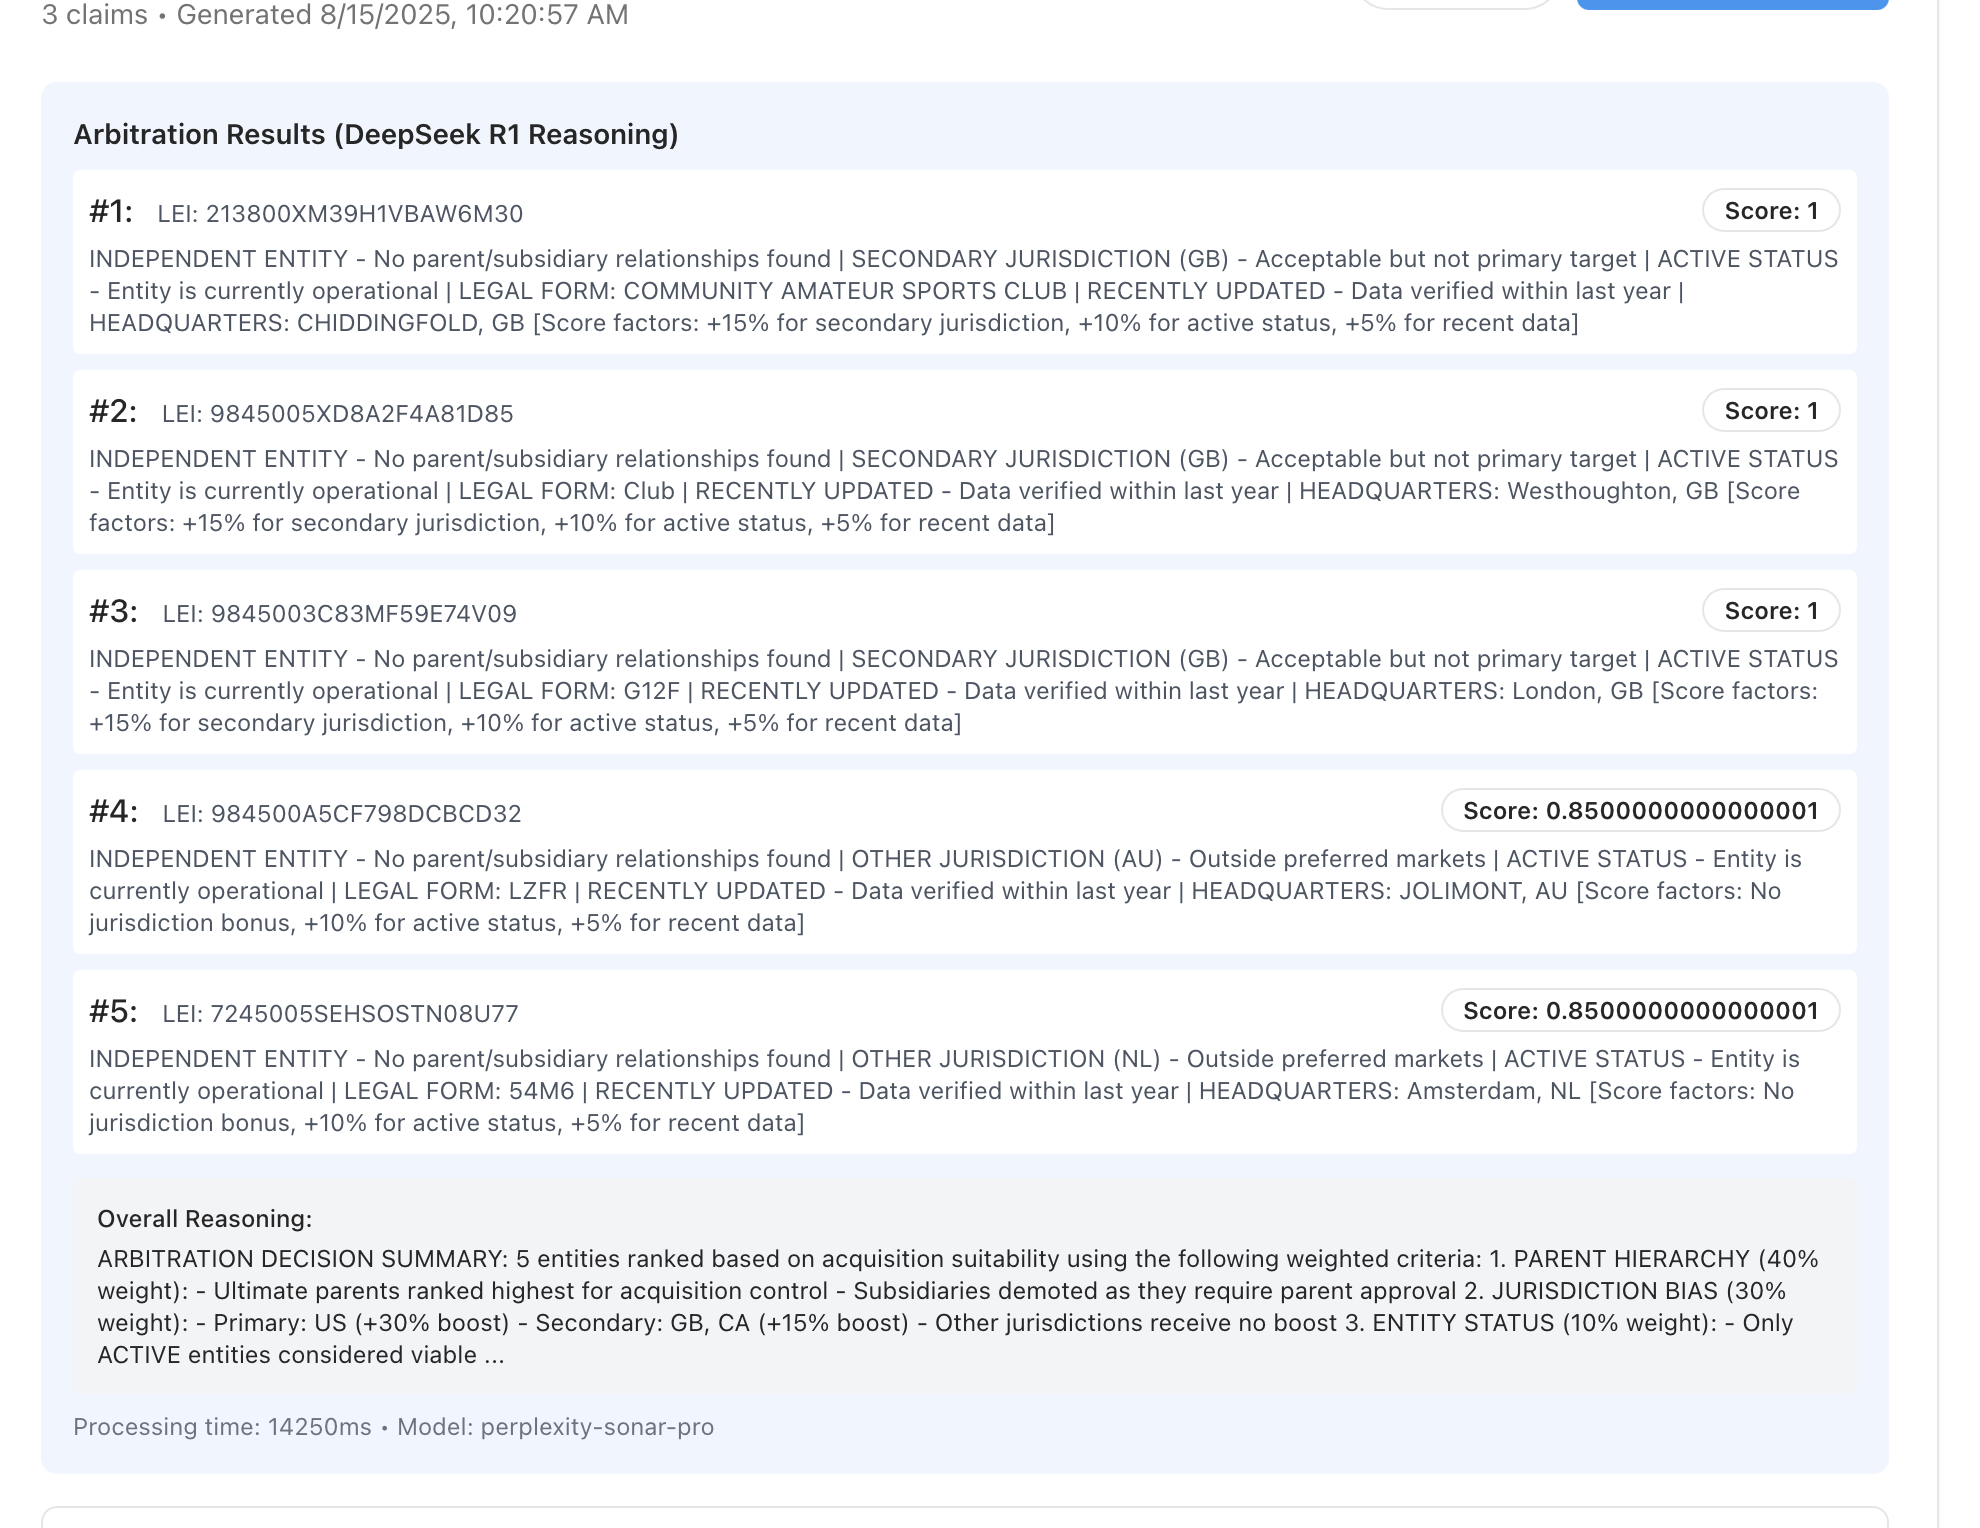 3 claims • Generated 8/15/2025, 10:20:57 AM
Arbitration Results (DeepSeek R1 Reasoning)
#1: LEI: 213800XM39H1VBAW6M30
Score: 1
INDEPENDENT ENTITY - No parent/subsidiary relationships found | SECONDARY JURISDICTION (GB) - Acceptable but not primary target | ACTIVE STATUS
- Entity is currently operational | LEGAL FORM: COMMUNITY AMATEUR SPORTS CLUB | RECENTLY UPDATED - Data verified within last year |
HEADQUARTERS: CHIDDINGFOLD, GB [Score factors: +15% for secondary jurisdiction, +10% for active status, +5% for recent data]
#2: LEI: 9845005XD8A2F4A81D85
Score: 1
INDEPENDENT ENTITY - No parent/subsidiary relationships found | SECONDARY JURISDICTION (GB) - Acceptable but not primary target | ACTIVE STATUS
- Entity is currently operational | LEGAL FORM: Club | RECENTLY UPDATED - Data verified within last year | HEADQUARTERS: Westhoughton, GB [Score
factors: +15% for secondary jurisdiction, +10% for active status, +5% for recent data]
#3: LEI: 9845003C83MF59E74V09
Score: 1
INDEPENDENT ENTITY - No parent/subsidiary relationships found | SECONDARY JURISDICTION (GB) - Acceptable but not primary target | ACTIVE STATUS
- Entity is currently operational | LEGAL FORM: G12F | RECENTLY UPDATED - Data verified within last year | HEADQUARTERS: London, GB [Score factors:
+15% for secondary jurisdiction, +10% for active status, +5% for recent data]
#4: LEI: 984500A5CF798DCBCD32
Score: 0.8500000000000001
INDEPENDENT ENTITY - No parent/subsidiary relationships found | OTHER JURISDICTION (AU) - Outside preferred markets | ACTIVE STATUS - Entity is
currently operational | LEGAL FORM: LZFR | RECENTLY UPDATED - Data verified within last year | HEADQUARTERS: JOLIMONT, AU [Score factors: No
jurisdiction bonus, +10% for active status, +5% for recent data]
#5: LEI: 7245005SEHSOSTN08U77
Score: 0.8500000000000001
INDEPENDENT ENTITY - No parent/subsidiary relationships found | OTHER JURISDICTION (NL) - Outside preferred markets | ACTIVE STATUS - Entity is
currently operational | LEGAL FORM: 54M6 | RECENTLY UPDATED - Data verified within last year | HEADQUARTERS: Amsterdam, NL [Score factors: No
jurisdiction bonus, +10% for active status, +5% for recent data]
Overall Reasoning:
ARBITRATION DECISION SUMMARY: 5 entities ranked based on acquisition suitability using the following weighted criteria: 1. PARENT HIERARCHY (40%
weight): - Ultimate parents ranked highest for acquisition control - Subsidiaries demoted as they require parent approval 2. JURISDICTION BIAS (30%
weight): - Primary: US (+30% boost) - Secondary: GB, CA (+15% boost) - Other jurisdictions receive no boost 3. ENTITY STATUS (10% weight): - Only
ACTIVE entities considered viable ...
Processing time: 14250ms • Model: perplexity-sonar-pro